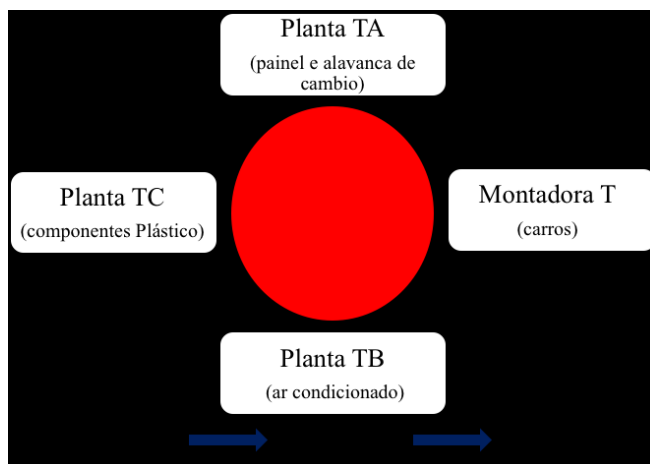 Planta TA
(painel e alavanca de
cambio)
Planta TC
(componentes Plástico)
Montadora T
(carros)
Planta TB
(ar condicionado)